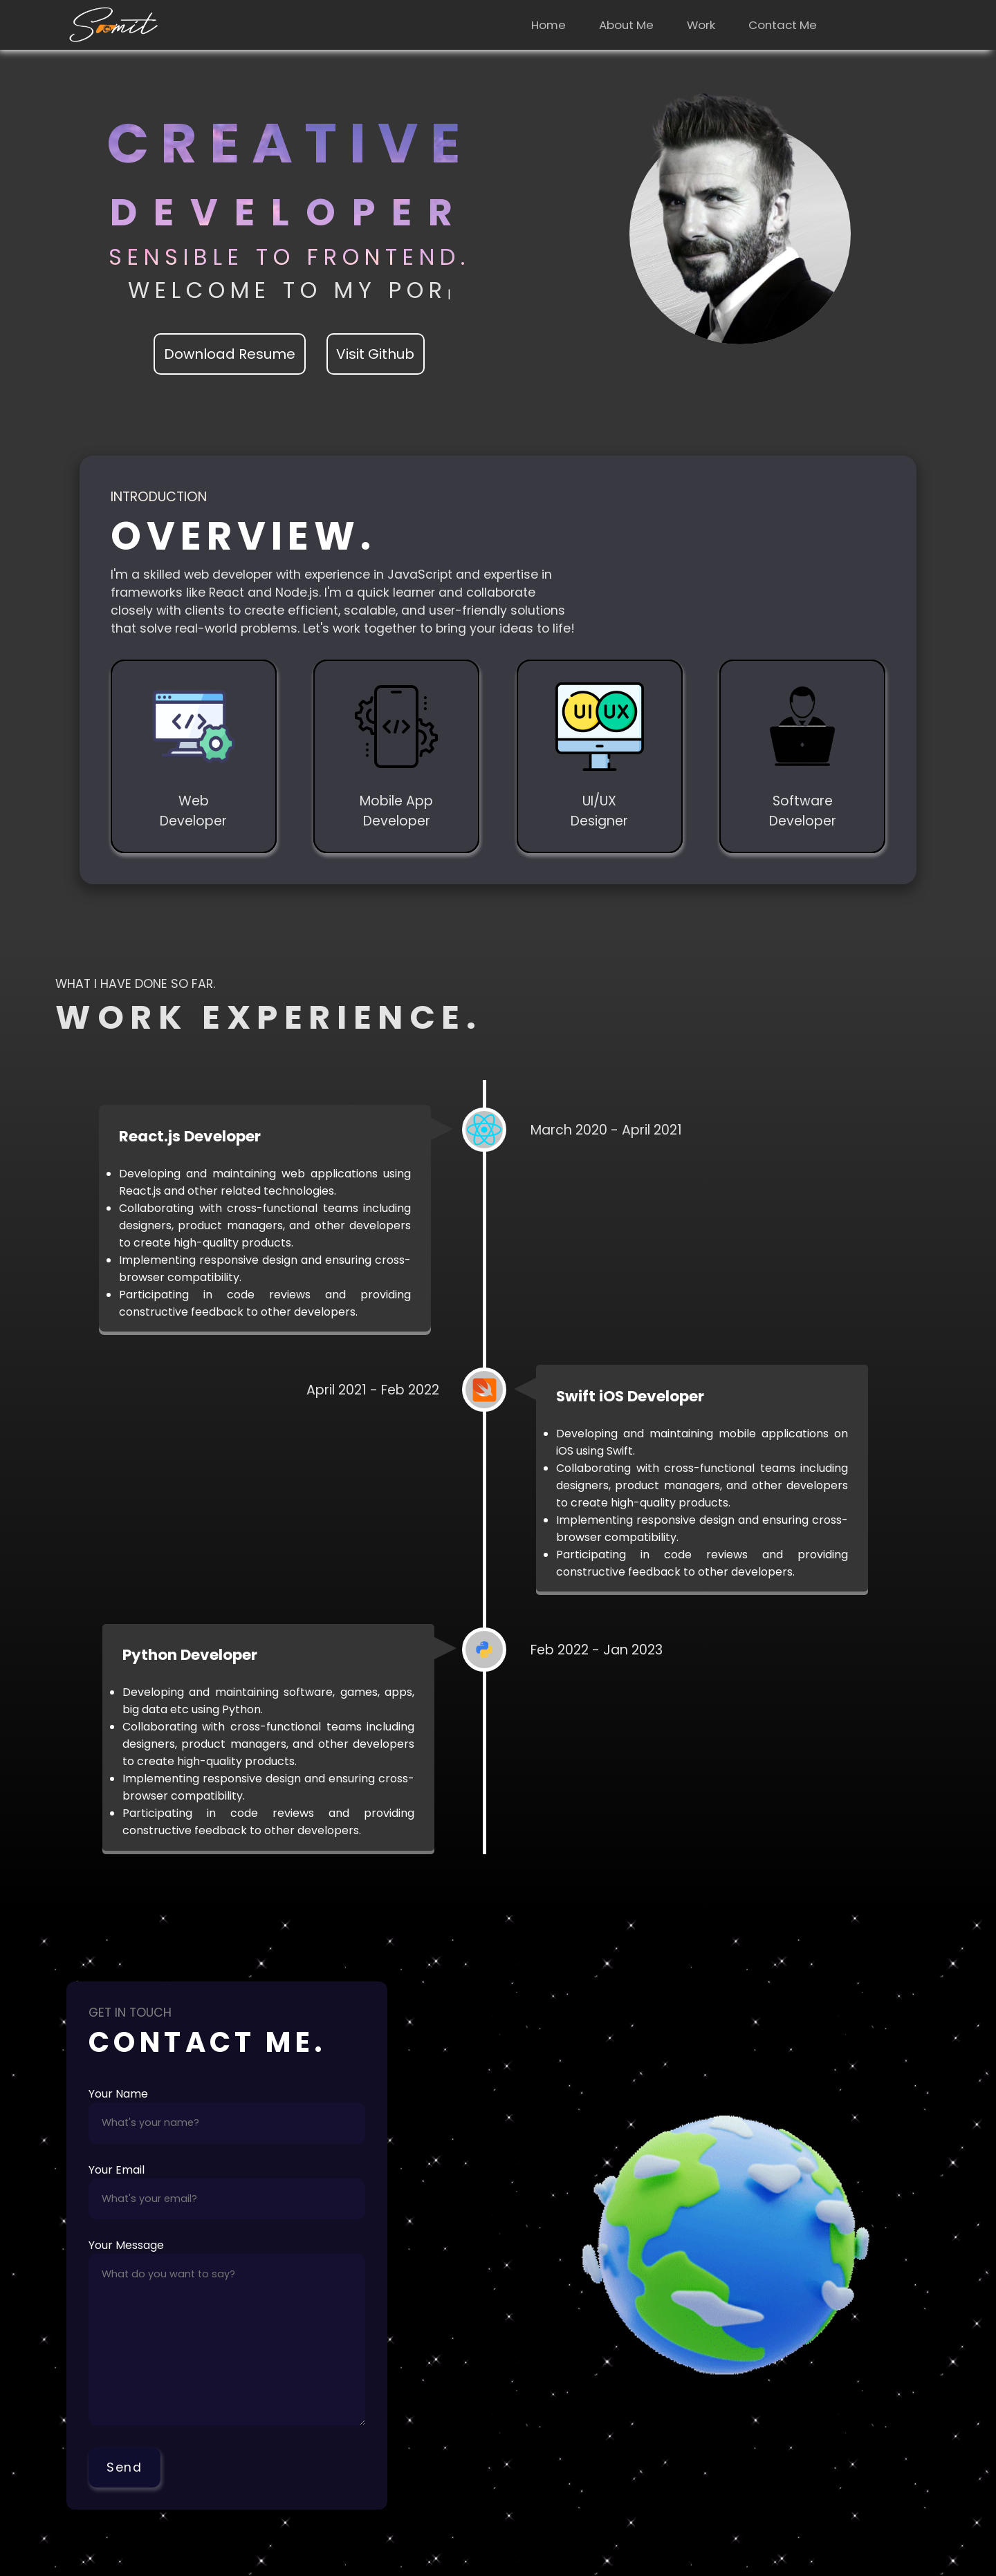 Somit
Home About Me Work Contact Me
CREATIVE
DEVELOPER
SENSIBLE TO FRONTEND.
WELCOME TO MY POR|
Download Resume Visit Github
INTRODUCTION
OVERVIEW.
I'm a skilled web developer with experience in JavaScript and expertise in
frameworks like React and Node.js. I'm a quick learner and collaborate
closely with clients to create efficient, scalable, and user-friendly solutions
that solve real-world problems. Let's work together to bring your ideas to life!
</>
Web
Developer
</>
Mobile App
Developer
UI UX
UI/UX
Designer
Software
Developer
WHAT I HAVE DONE SO FAR.
WORK EXPERIENCE.
React.js Developer
March 2020 - April 2021
• Developing and maintaining web applications using
React.js and other related technologies.
• Collaborating with cross-functional teams including
designers, product managers, and other developers
to create high-quality products.
• Implementing responsive design and ensuring cross-
browser compatibility.
• Participating in code reviews and providing
constructive feedback to other developers.
April 2021 - Feb 2022
Swift iOS Developer
• Developing and maintaining mobile applications on
iOS using Swift.
• Collaborating with cross-functional teams including
designers, product managers, and other developers
to create high-quality products.
• Implementing responsive design and ensuring cross-
browser compatibility.
• Participating in code reviews and providing
constructive feedback to other developers.
Python Developer
Feb 2022 - Jan 2023
• Developing and maintaining software, games, apps,
big data etc using Python.
• Collaborating with cross-functional teams including
designers, product managers, and other developers
to create high-quality products.
• Implementing responsive design and ensuring cross-
browser compatibility.
• Participating in code reviews and providing
constructive feedback to other developers.
GET IN TOUCH
CONTACT ME.
Your Name
What's your name?
Your Email
What's your email?
Your Message
What do you want to say?
Send